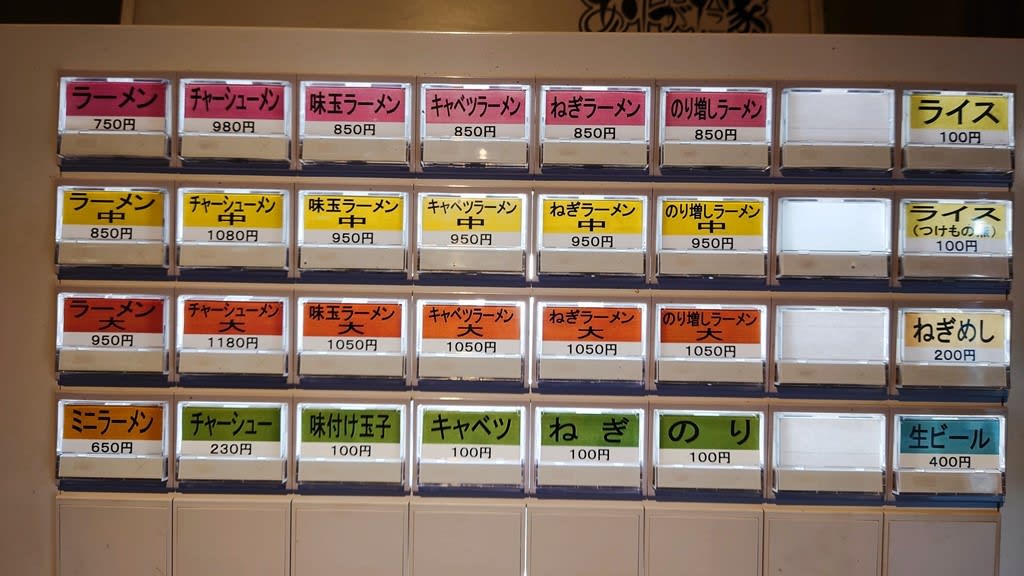 ラーメン
750円
チャーシューメン
980円
味玉ラーメン
850円
キャベツラーメン
850円
ねぎラーメン
850円
のり増しラーメン
850円
ライス
100円
ラーメン
中
850円
チャーシューメン
中
1080円
味玉ラーメン
中
950円
キャベツラーメン
中
950円
ねぎラーメン
中
950円
のり増しラーメン
中
950円
ライス
(つけもの無)
100円
ラーメン
大
950円
チャーシューメン
大
1180円
味玉ラーメン
大
1050円
キャベツラーメン
大
1050円
ねぎラーメン
大
1050円
のり増しラーメン
大
1050円
ねぎめし
200円
ミニラーメン
650円
チャーシュー
230円
味付け玉子
100円
キャベツ
100円
ねぎ
100円
のり
100円
生ビール
400円